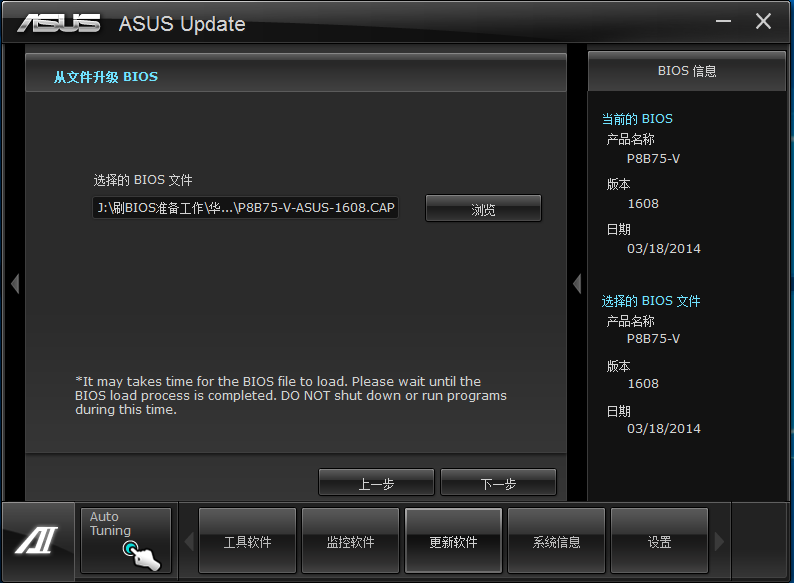 ASUS ASUS Update
从文件升级 BIOS
选择的 BIOS 文件
J:\刷BIOS准备工作\华...\P8B75-V-ASUS-1608.CAP
浏览
*It may takes time for the BIOS file to load. Please wait until the
BIOS load process is completed. DO NOT shut down or run programs
during this time.
上一步
下一步
BIOS 信息
当前的 BIOS
产品名称
P8B75-V
版本
1608
日期
03/18/2014
选择的 BIOS 文件
产品名称
P8B75-V
版本
1608
日期
03/18/2014
Auto
Tuning
工具软件
监控软件
更新软件
系统信息
设置